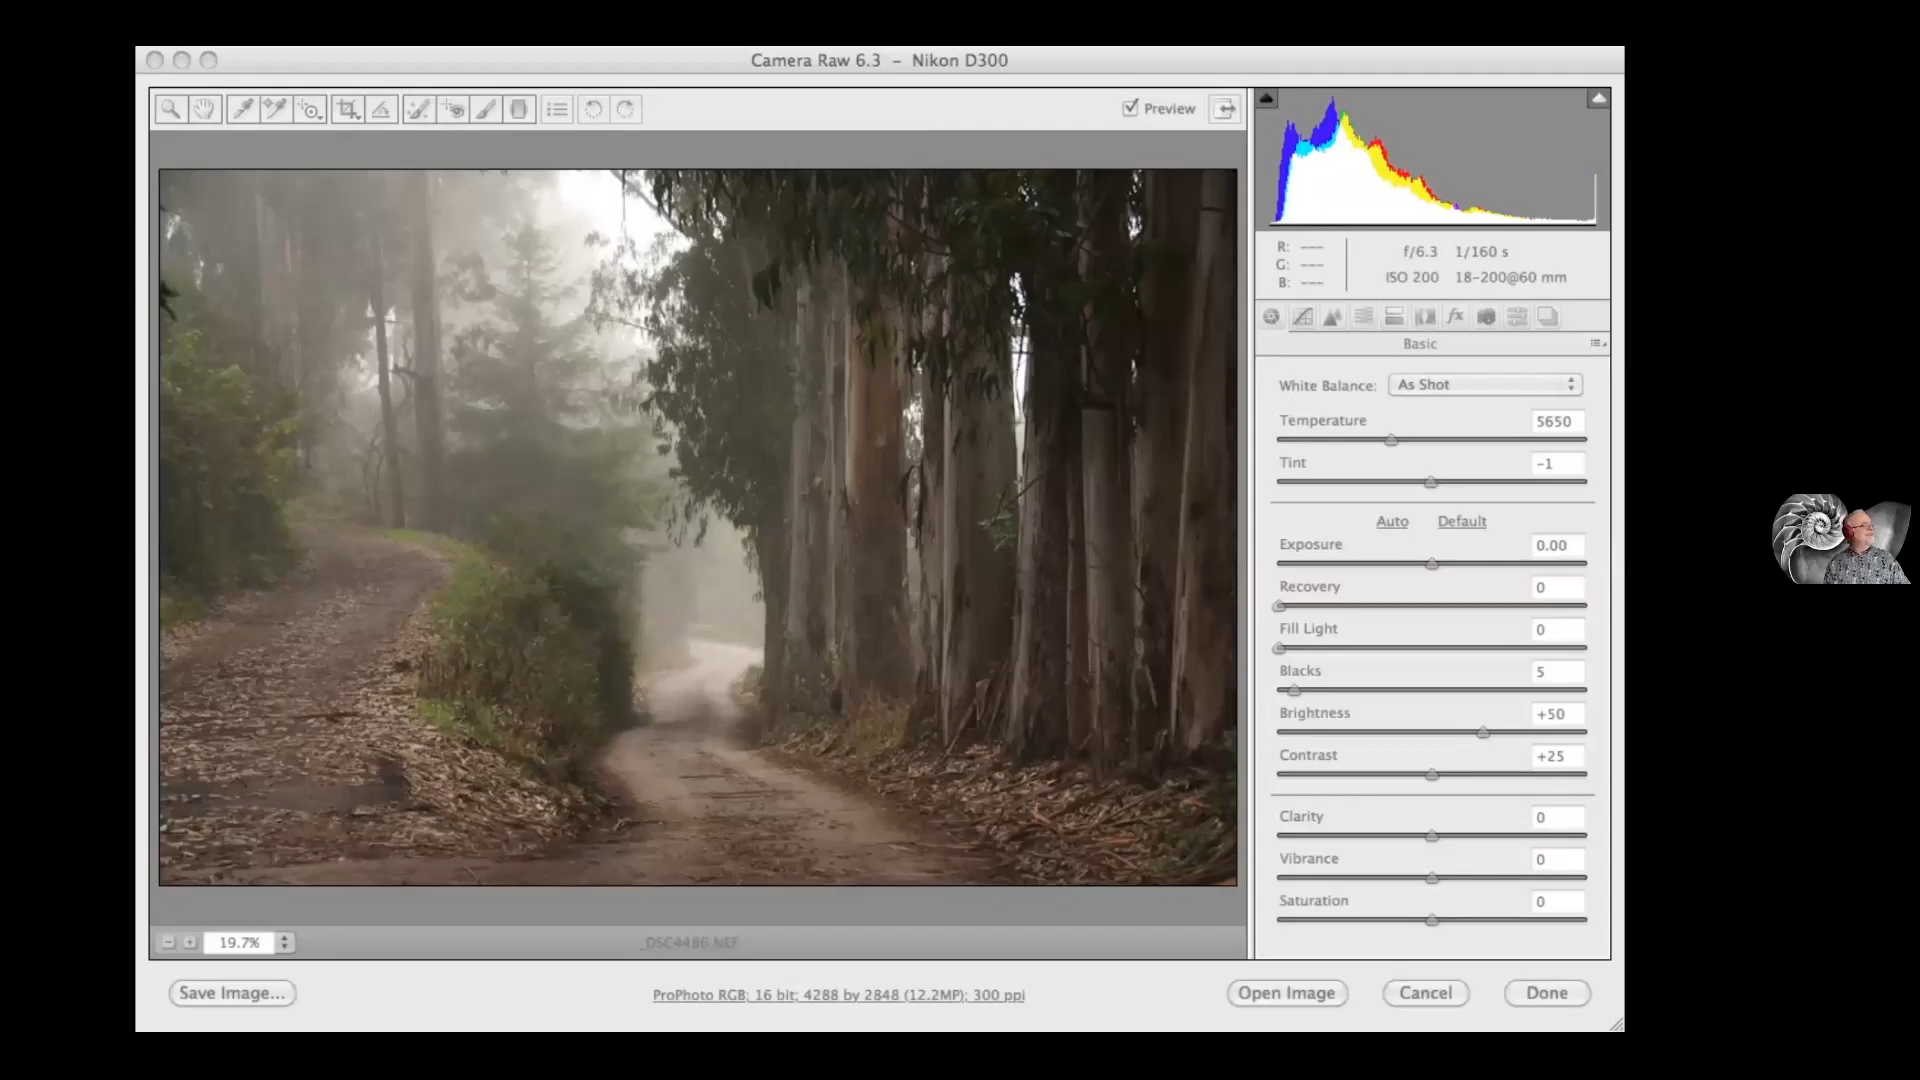 Camera Raw 6.3 – Nikon D300
Preview
R: ---
G: ---
B: ---
f/6.3 1/160 s
ISO 200 18-200@60 mm
fx
Basic
White Balance: As Shot
Temperature 5650
Tint -1
Auto Default
Exposure 0.00
Recovery 0
Fill Light 0
Blacks 5
Brightness +50
Contrast +25
Clarity 0
Vibrance 0
Saturation 0
19.7%
_DSC4486.NEF
Save Image...
ProPhoto RGB; 16 bit; 4288 by 2848 (12.2MP); 300 ppi
Open Image
Cancel
Done